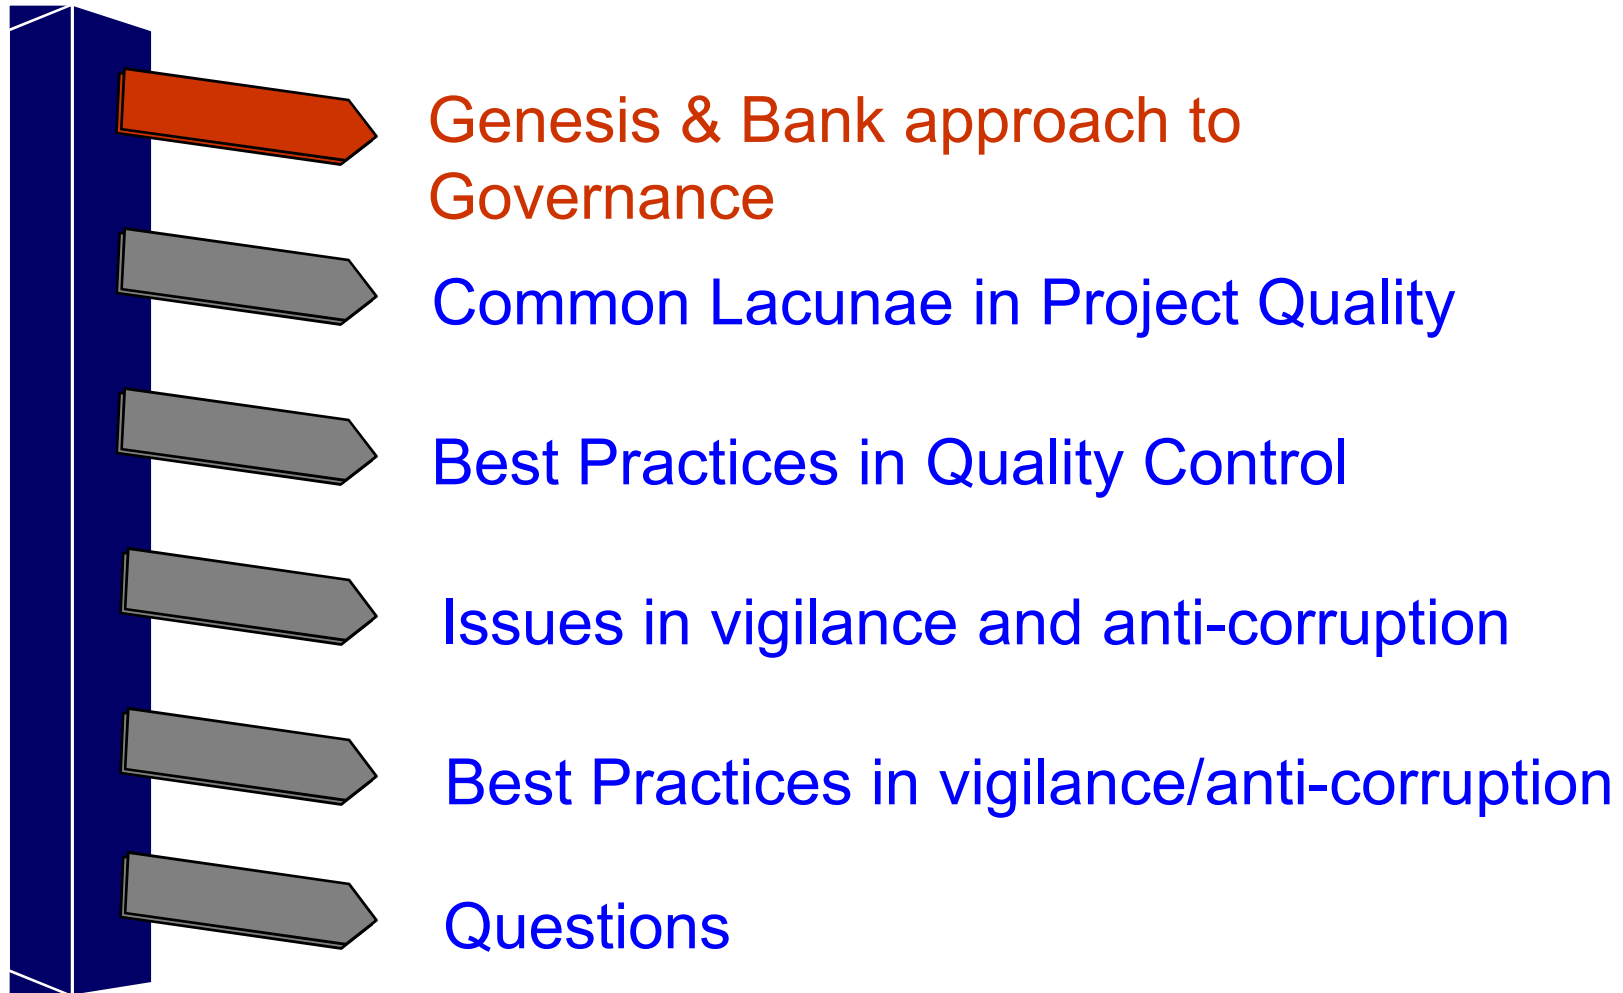 Genesis & Bank approach to
Governance
Common Lacunae in Project Quality
Best Practices in Quality Control
Issues in vigilance and anti-corruption
Best Practices in vigilance/anti-corruption
Questions